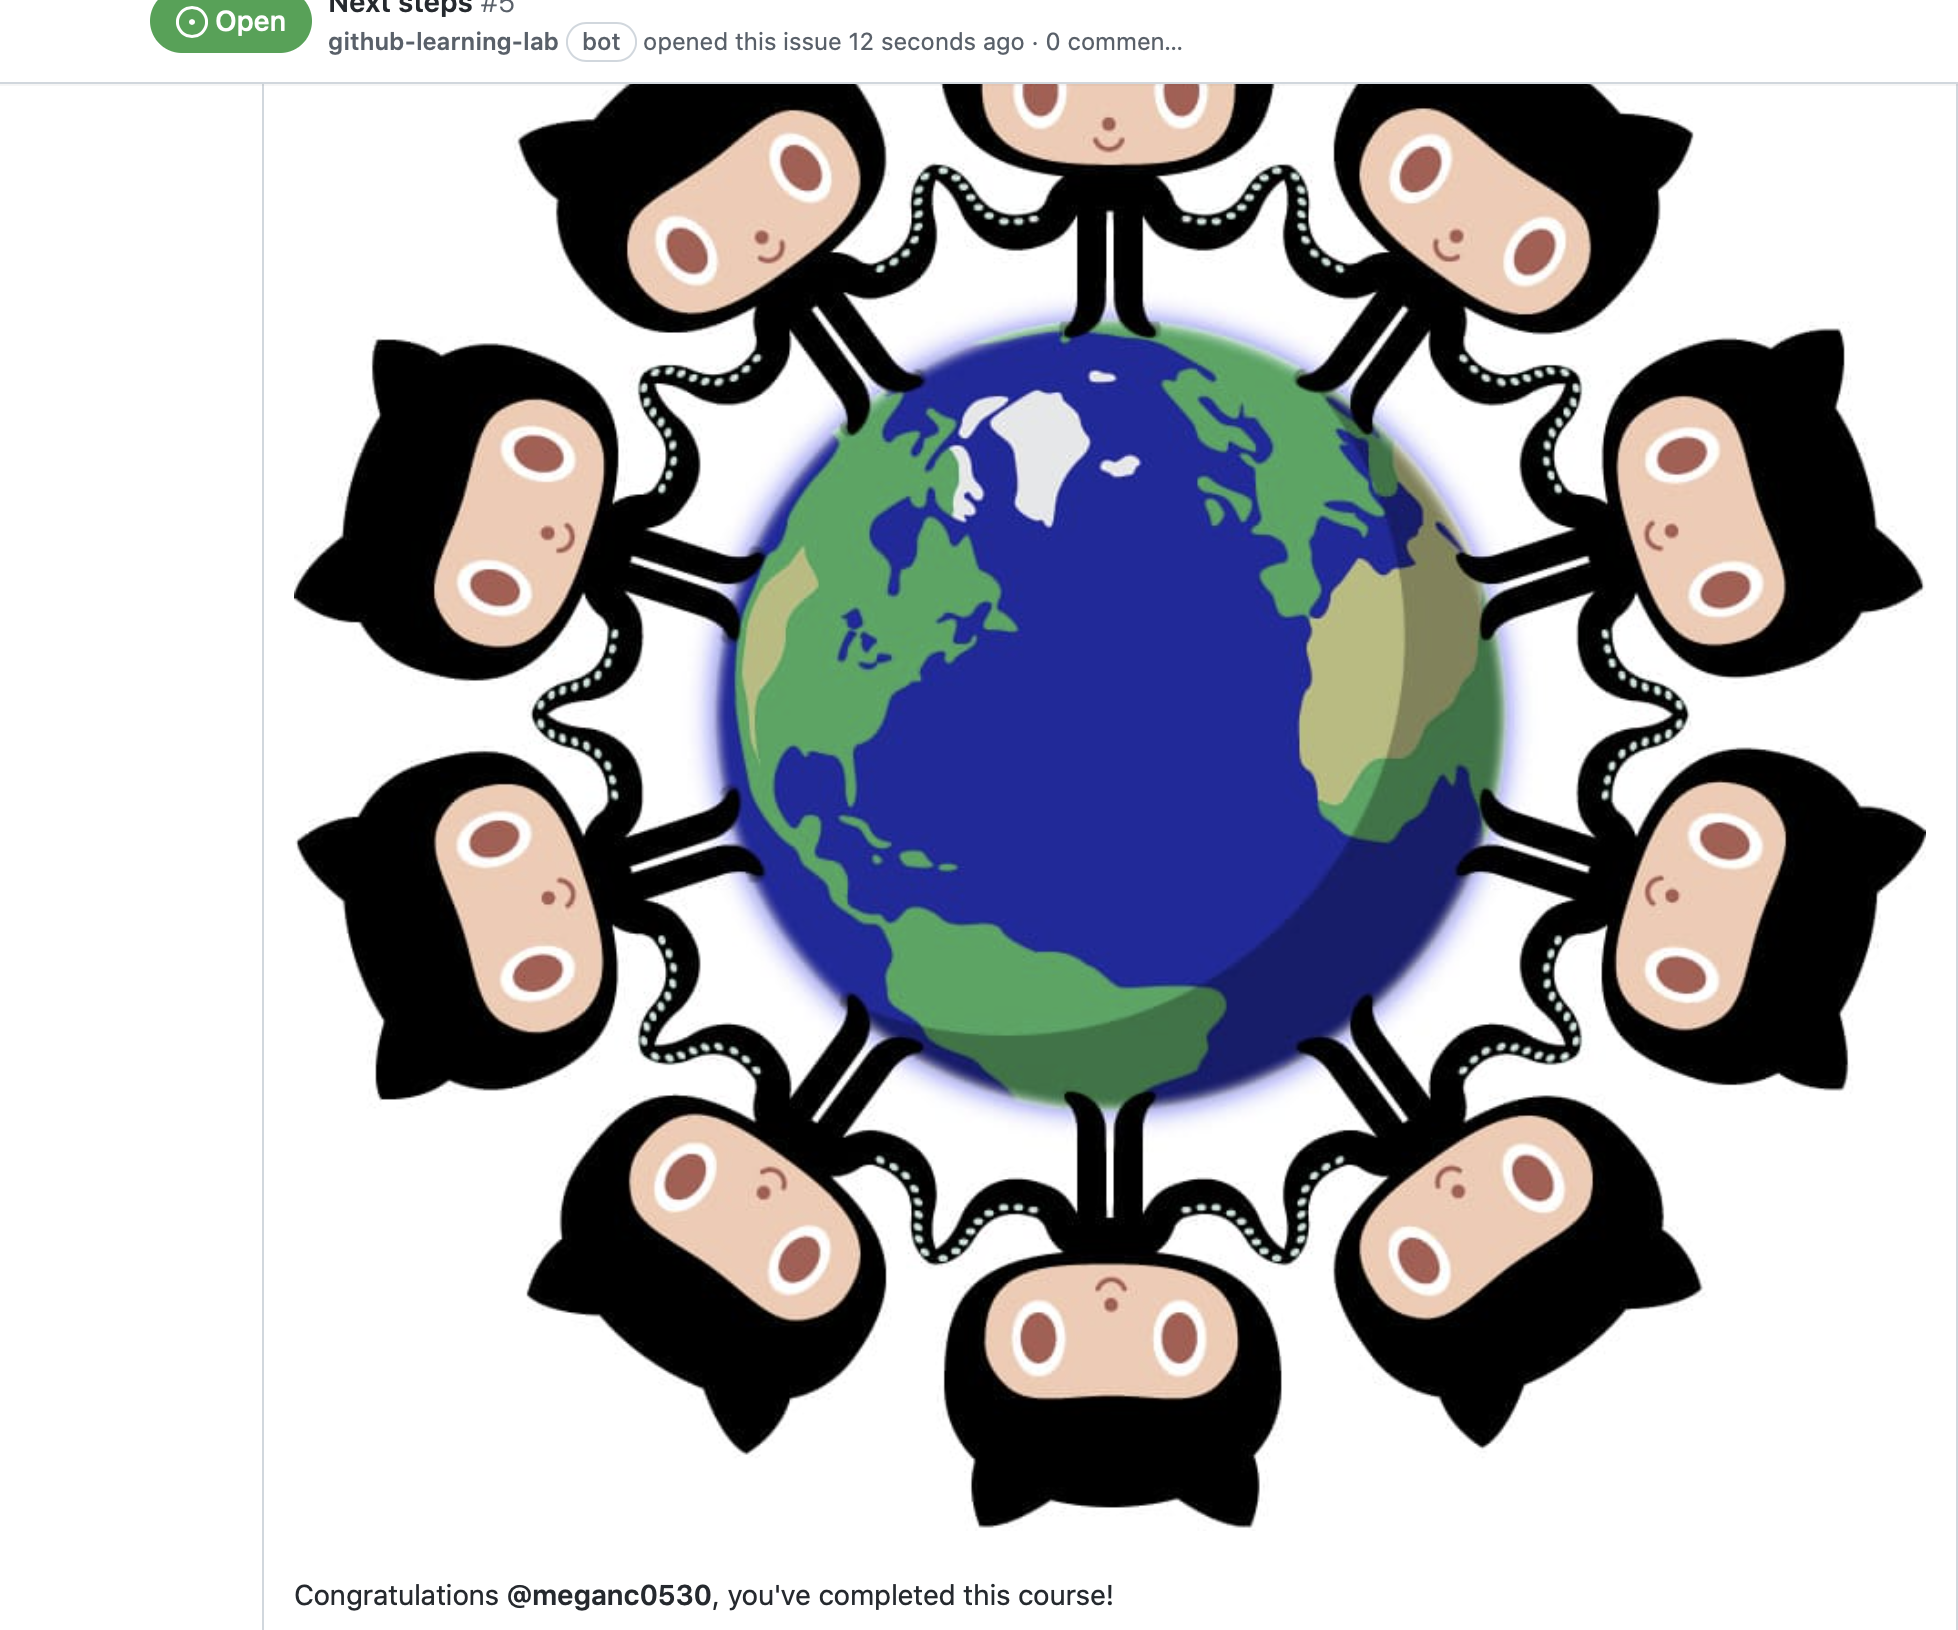 Open
Next steps #5
github-learning-lab bot opened this issue 12 seconds ago · 0 commen...
Congratulations @meganc0530, you've completed this course!